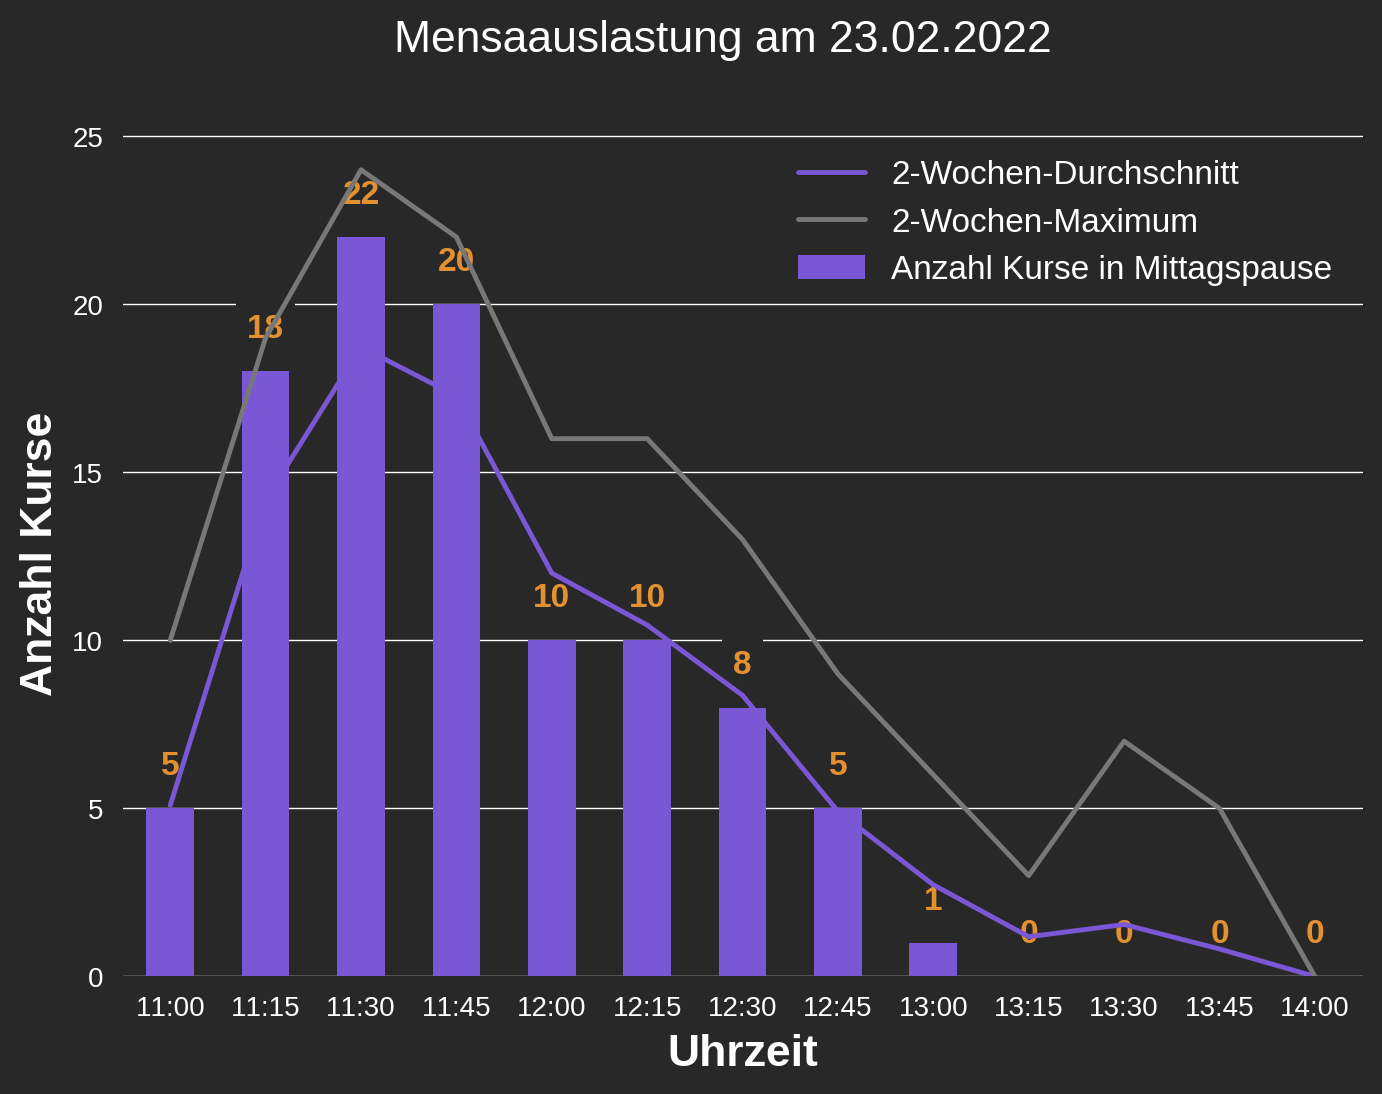 Mensaauslastung am 23.02.2022
25
20
15
10
5
0
Anzahl Kurse
2-Wochen-Durchschnitt
2-Wochen-Maximum
Anzahl Kurse in Mittagspause
5
18
22
20
10
10
8
5
1
0
0
0
0
11:00 11:15 11:30 11:45 12:00 12:15 12:30 12:45 13:00 13:15 13:30 13:45 14:00
Uhrzeit